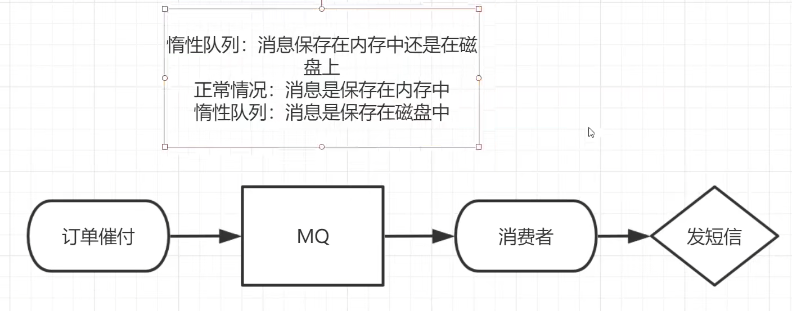 惰性队列：消息保存在内存中还是在磁
盘上
正常情况：消息是保存在内存中
惰性队列：消息是保存在磁盘中
订单催付
MQ
消费者
发短信